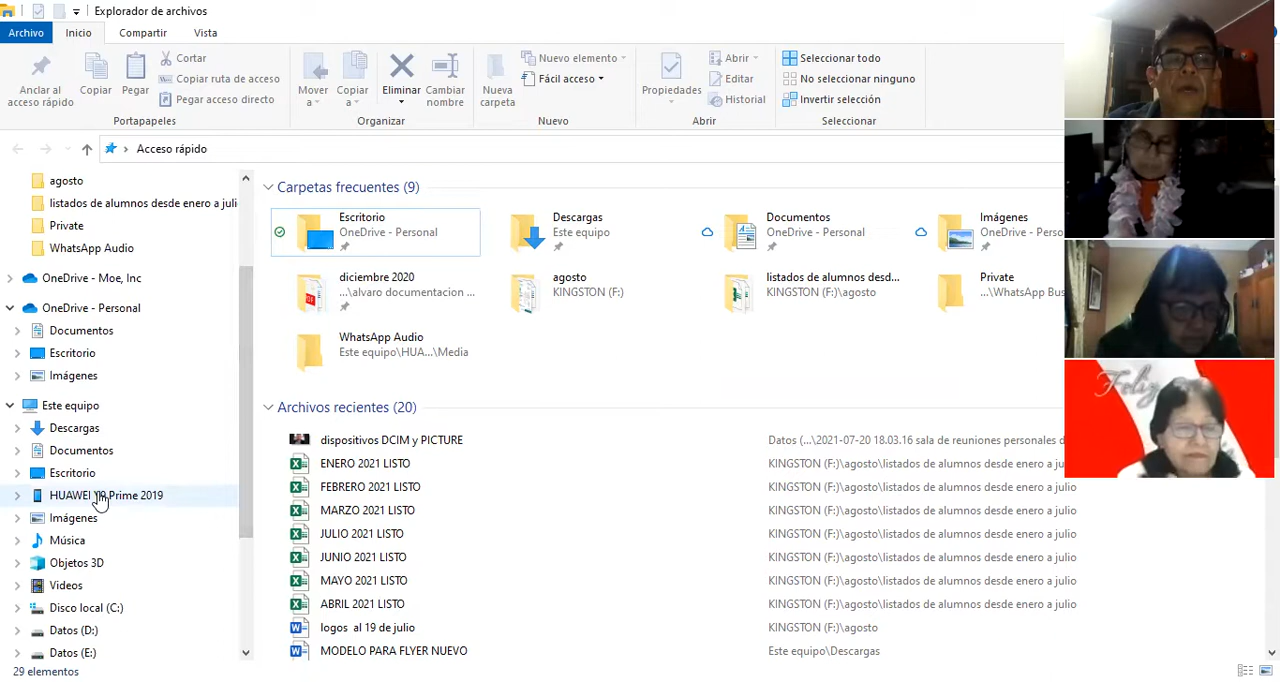 Explorador de archivos
Archivo Inicio Compartir Vista
Anclar al acceso rápido
Copiar
Pegar
Cortar
Copiar ruta de acceso
Pegar acceso directo
Portapapeles
Mover a
Copiar a
Eliminar
Cambiar nombre
Organizar
Nueva carpeta
Nuevo elemento
Fácil acceso
Nuevo
Propiedades
Abrir
Editar
Historial
Abrir
Seleccionar todo
No seleccionar ninguno
Invertir selección
Seleccionar
Acceso rápido
agosto
listados de alumnos desde enero a juli
Private
WhatsApp Audio
OneDrive - Moe, Inc
OneDrive - Personal
Documentos
Escritorio
Imágenes
Este equipo
Descargas
Documentos
Escritorio
HUAWEI Prime 2019
Imágenes
Música
Objetos 3D
Videos
Disco local (C:)
Datos (D:)
Datos (E:)
29 elementos
Carpetas frecuentes (9)
Escritorio
OneDrive - Personal
Descargas
Este equipo
Documentos
OneDrive - Personal
Imágenes
OneDrive - Perso
diciembre 2020
...\alvaro documentacion ...
agosto
KINGSTON (F:)
listados de alumnos desd...
KINGSTON (F:)\agosto
Private
...\WhatsApp Bus
WhatsApp Audio
Este equipo\HUA...\Media
Archivos recientes (20)
dispositivos DCIM y PICTURE Datos (...\2021-07-20 18.03.16 sala de reuniones personales d
ENERO 2021 LISTO KINGSTON (F:)\agosto\listados de alumnos desde enero a julio
FEBRERO 2021 LISTO KINGSTON (F:)\agosto\listados de alumnos desde enero a julio
MARZO 2021 LISTO KINGSTON (F:)\agosto\listados de alumnos desde enero a julio
JULIO 2021 LISTO KINGSTON (F:)\agosto\listados de alumnos desde enero a julio
JUNIO 2021 LISTO KINGSTON (F:)\agosto\listados de alumnos desde enero a julio
MAYO 2021 LISTO KINGSTON (F:)\agosto\listados de alumnos desde enero a julio
ABRIL 2021 LISTO KINGSTON (F:)\agosto\listados de alumnos desde enero a julio
logos al 19 de julio KINGSTON (F:)\agosto
MODELO PARA FLYER NUEVO Este equipo\Descargas
Feliz